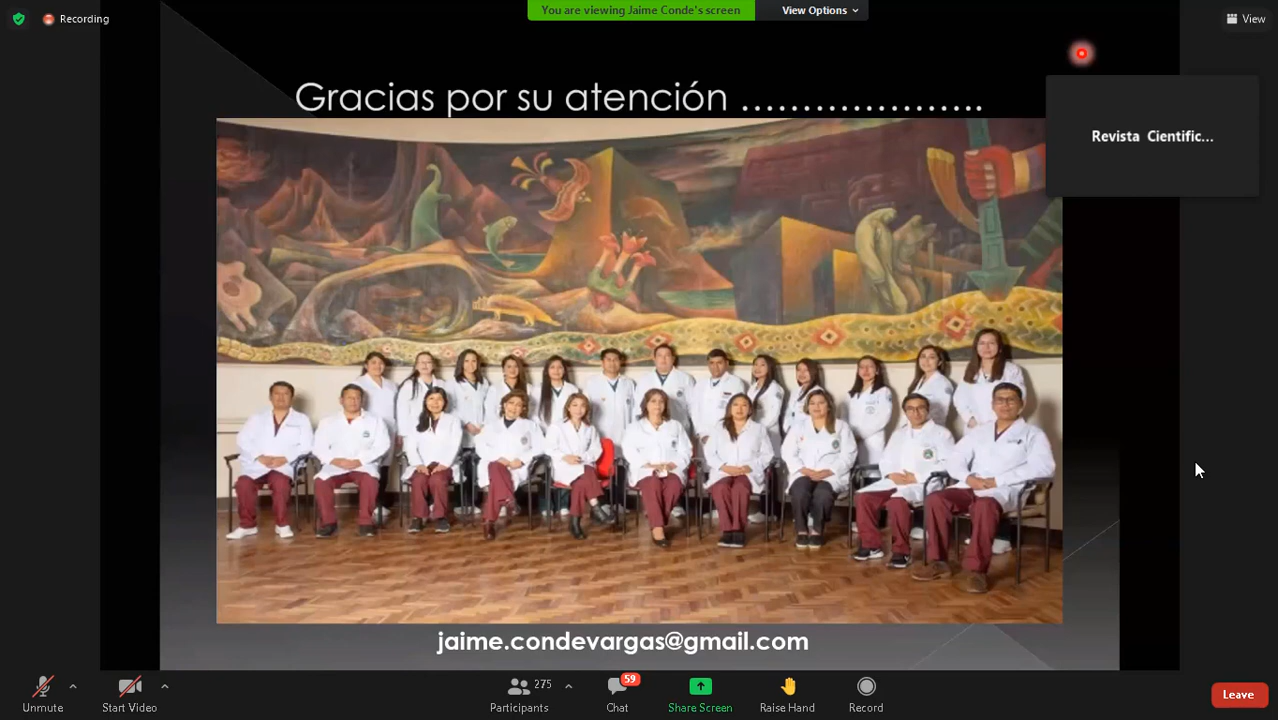 Recording
You are viewing Jaime Conde's screen
View Options
View
Gracias por su atención ......................
Revista Cientific...
jaime.condevargas@gmail.com
Unmute
Start Video
275
Participants
59
Chat
Share Screen
Raise Hand
Record
Leave